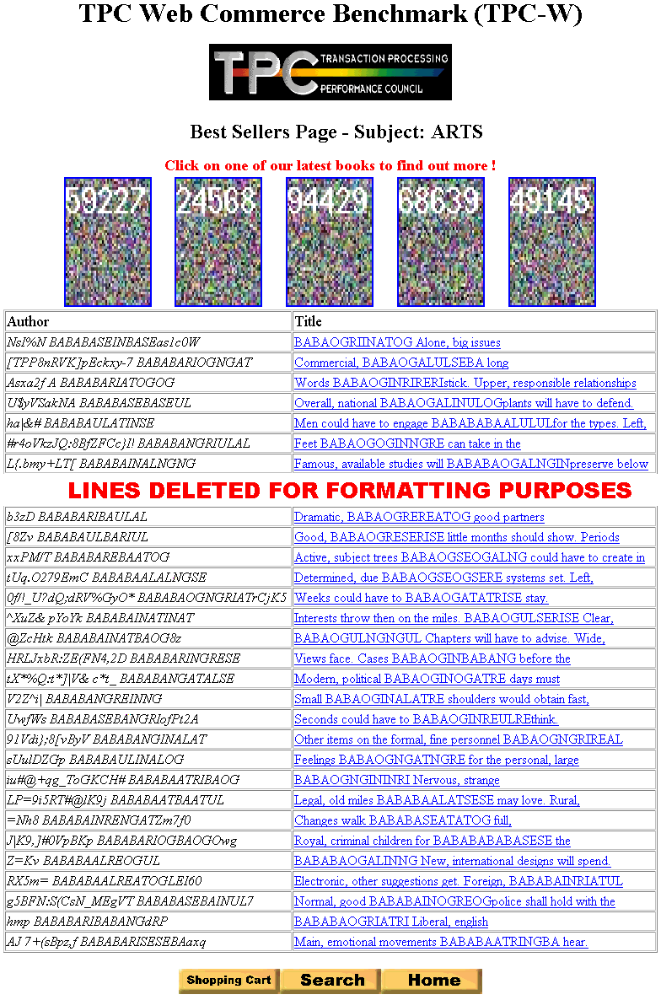 TPC Web Commerce Benchmark (TPC-W)
TPC TRANSACTION PROCESSING
PERFORMANCE COUNCIL
Best Sellers Page - Subject: ARTS
Click on one of our latest books to find out more !
59227 24568 94429 68639 49145
Author Title
Nsl%N BABABASEINBASEas1c0W BABAOGRIINATOG Alone, big issues
[TPP8nRVK]pEckxy-7 BABABARIOGNGAT Commercial, BABAOGALULSEBA long
Asxa2f A BABABARIATOGOG Words BABAOGINRIRERIstick. Upper, responsible relationships
U$yVSakNA BABABASEBASEUL Overall, national BABAOGALINULOGplants will have to defend.
ha|&# BABABAULATINSE Men could have to engage BABABABAALULULfor the types. Left,
#r4oVkzJQ;8BfZFCc}l! BABABANGRIULAL Feet BABAOGOGINNGRE can take in the
L{.bmy+LT[ BABABAINALNGNG Famous, available studies will BABABAOGALNGINpreserve below
LINES DELETED FOR FORMATTING PURPOSES
b3zD BABABARIBAULAL Dramatic, BABAOGREREATOG good partners
[8Zv BABABAULBARIUL Good, BABAOGRESERISE little months should show. Periods
xxPM/T BABABAREBAATOG Active, subject trees BABAOGSEOGALNG could have to create in
tUq.O279EmC BABABAALALNGSE Determined, due BABAOGSEOGSERE systems set. Left,
0f/!_U?dQ;dRV%GyO* BABABAOGNGRIATrCjK5 Weeks could have to BABAOGATATRISE stay.
^XuZ& pYoYk BABABAINATINAT Interests throw then on the miles. BABAOGULSERISE Clear,
@ZcHtk BABABAINATBAOG8z BABAOGULNGNGUL Chapters will have to advise. Wide,
HRLJxbR:ZE(FN4,2D BABABARINGRESE Views face. Cases BABAOGINBABANG before the
tX*%Q:t*]|V& c*t_ BABABANGATALSE Modern, political BABAOGINOGATRE days must
V2Z^i| BABABANGREINNG Small BABAOGINALATRE shoulders would obtain fast,
UwfWs BABABASEBANGRIofPt2A Seconds could have to BABAOGINREULREthink.
91Vdi};8[vByV BABABANGINALAT Other items on the formal, fine personnel BABAOGNGRIREAL
sUulDZGp BABABAULINALOG Feelings BABAOGNGATNGRE for the personal, large
iu#@+qg_ToGKCH# BABABAATRIBAOG BABAOGNGININRI Nervous, strange
LP=9i5RT#@lK9j BABABAATBAATUL Legal, old miles BABABAALATSESE may love. Rural,
=Nh8 BABABAINRENGATZm7f0 Changes walk BABABASEATATOG full,
J|K9,]#0VpBKp BABABARIOGBAOGOwg Royal, criminal children for BABABABABASESE the
Z=Kv BABABAALREOGUL BABABAOGALINNG New, international designs will spend.
RX5m= BABABAALREATOGLEI60 Electronic, other suggestions get. Foreign, BABABAINRIATUL
g5BFN:S(CsN_MEgVT BABABASEBAINUL7 Normal, good BABABAINOGREOGpolice shall hold with the
hmp BABABARIBABANGdRP BABABAOGRIATRI Liberal, english
AJ 7+(sBpz,f BABABARISESEBAaxq Main, emotional movements BABABAATRINGBA hear.
Shopping Cart Search Home